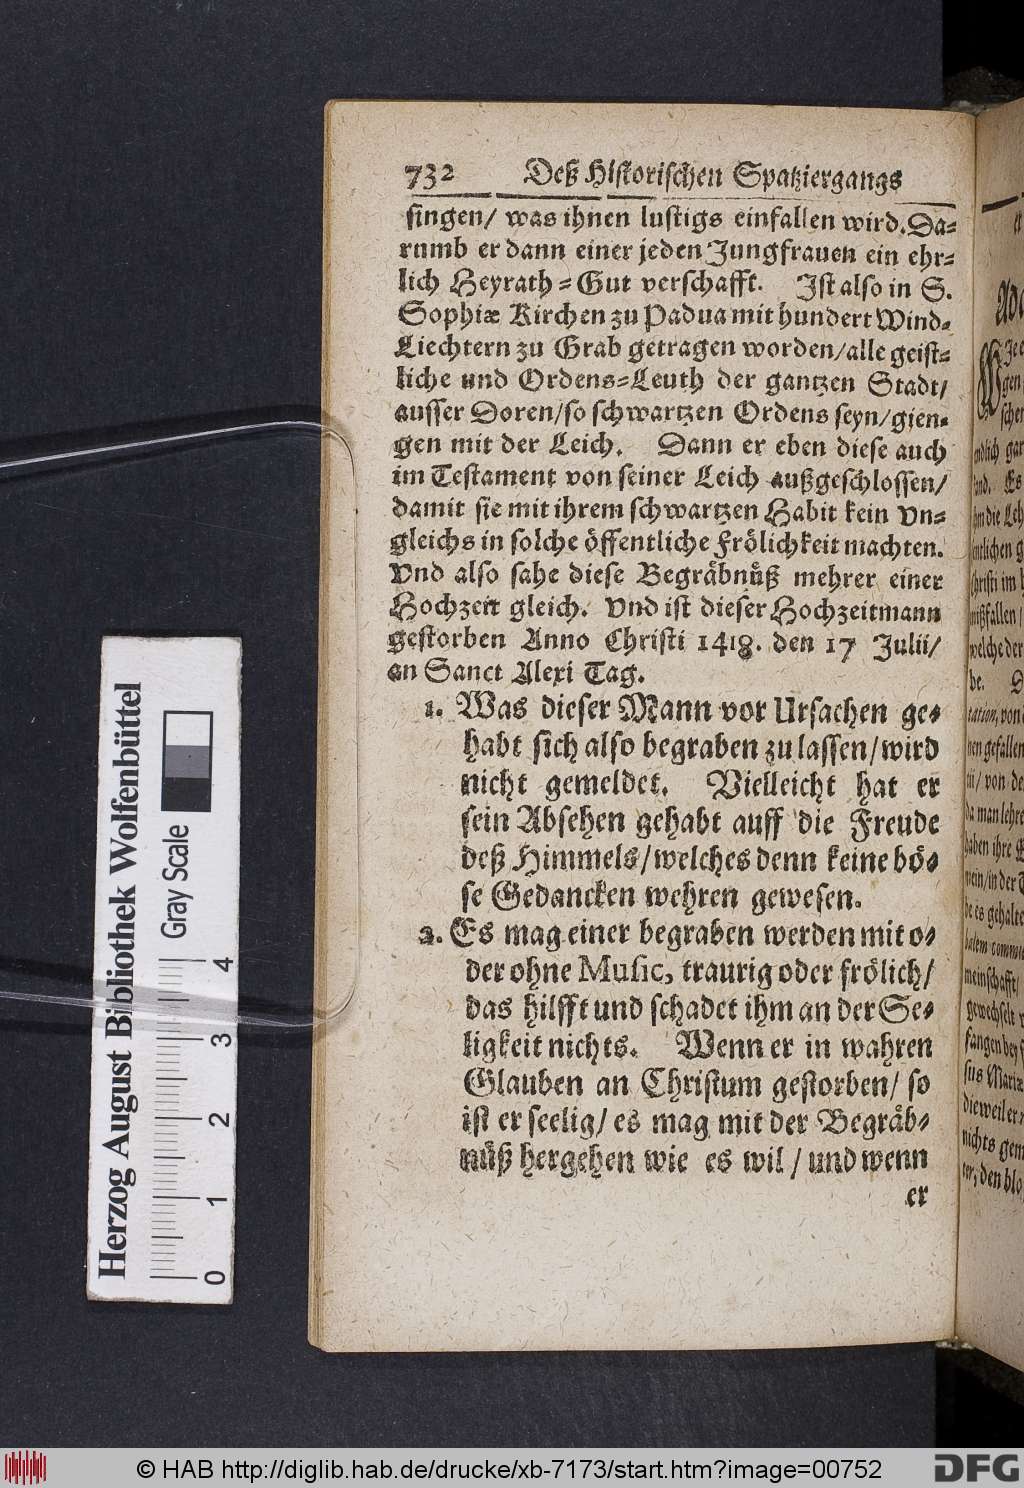 732 Deß Historischen Spatziergangs
singen/ was ihnen lustigs einfallen wird. Da-
rumb er dann einer jeden Jungfrauen ein ehr-
lich Heyrath-Gut verschafft. Ist also in S.
Sophiæ Kirchen zu Padua mit hundert Wind-
Liechtern zu Grab getragen worden/ alle geist-
liche und Ordens-Leuth der gantzen Stadt/
ausser Doren/ so schwartzen Ordens seyn/ gien-
gen mit der Leich. Dann er eben diese auch
im Testament von seiner Leich außgeschlossen/
damit sie mit ihrem schwartzen Habit kein Vn-
gleichs in solche öffentliche Frölichkeit machten.
Vnd also sahe diese Begräbnüß mehrer einer
Hochzeit gleich. Vnd ist dieser Hochzeitmann
gestorben Anno Christi 1418. den 17 Julii/
an Sanct Alexi Tag.
1. Was dieser Mann vor Ursachen ge-
habt sich also begraben zu lassen/ wird
nicht gemeldet. Vielleicht hat er
sein Absehen gehabt auff die Freude
deß Himmels/ welches denn keine bö-
se Gedancken wehren gewesen.
2. Es mag einer begraben werden mit o-
der ohne Music, traurig oder frölich/
das hilfft und schadet ihm an der Se-
ligkeit nichts. Wenn er in wahren
Glauben an Christum gestorben/ so
ist er seelig/ es mag mit der Begräb-
nüß hergehen wie es wil/ und wenn
er
Herzog August Bibliothek Wolfenbüttel
Gray Scale
0 1 2 3 4
© HAB http://diglib.hab.de/drucke/xb-7173/start.htm?image=00752
DFG